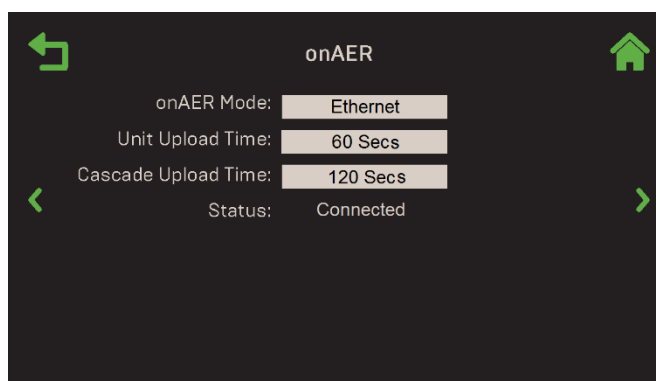 onAER
onAER Mode: Ethernet
Unit Upload Time: 60 Secs
Cascade Upload Time: 120 Secs
Status: Connected